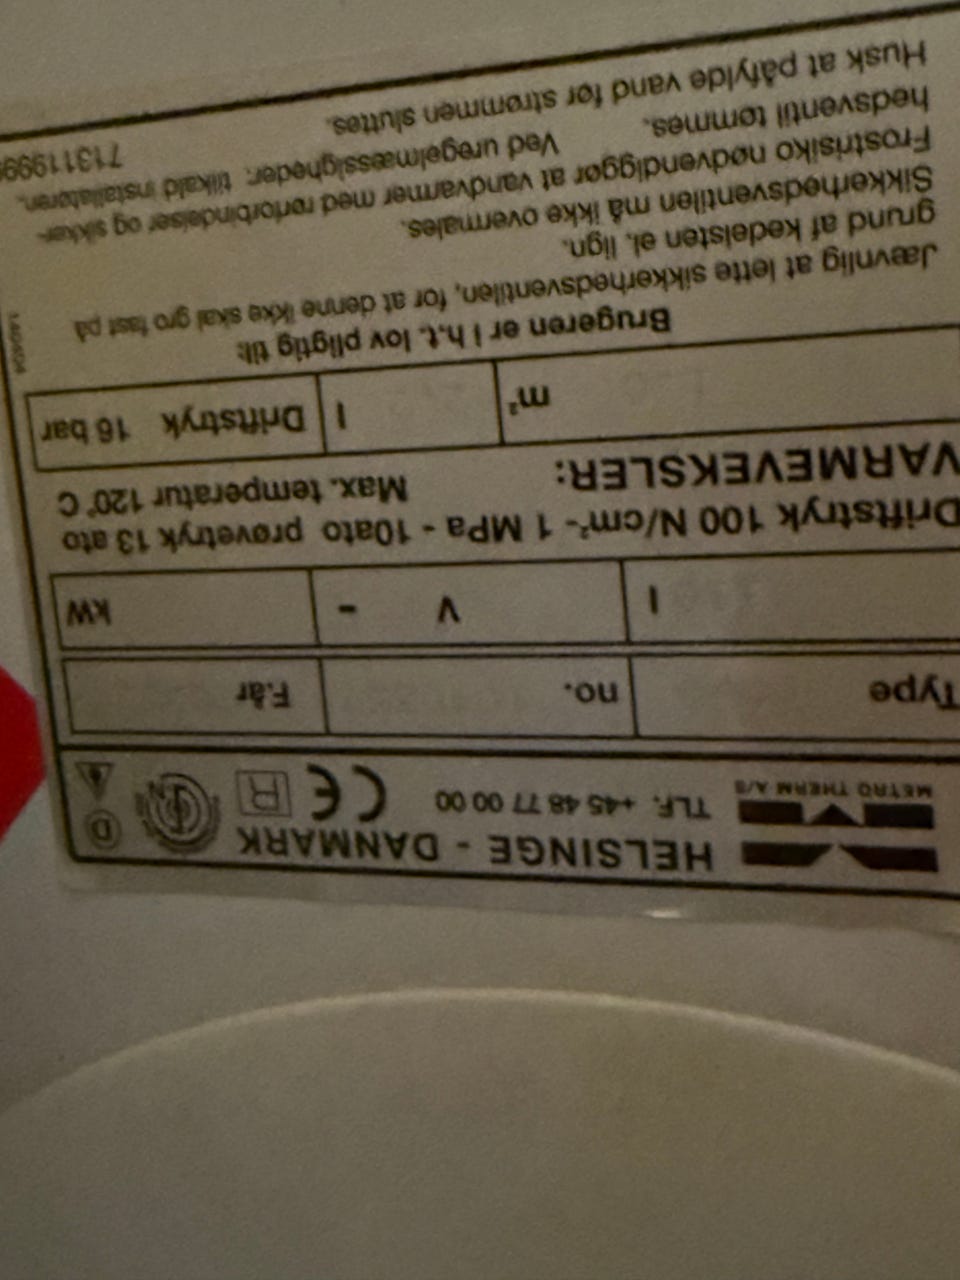 HELSINGE - DANMARK
METRO THERM A/S
TLF. +45 48 77 00 00
CE R D
Type no. F.år
l V - kW
Driftstryk 100 N/cm² - 1 MPa - 10ato prøvetryk 13 ato
VARMEVEKSLER: Max. temperatur 120°C
m² l Driftstryk 16 bar
Brugeren er i h.t. lov pligtig til:
Jævnlig at lette sikkerhedsventilen, for at denne ikke skal gro fast på
grund af kedelsten el. lign.
Sikkerhedsventilen må ikke overmales.
Frostrisiko nødvendiggør at vandvarmer med rørforbindelser og sikker-
hedsventil tømmes. Ved uregelmæssigheder: tilkald installatøren.
Husk at påfylde vand før strømmen sluttes.